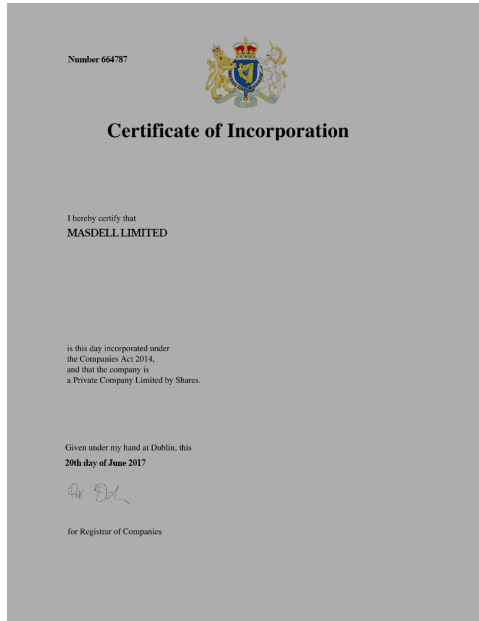 Number 664787
Certificate of Incorporation
I hereby certify that
MASDELL LIMITED
is this day incorporated under
the Companies Act 2014,
and that the company is
a Private Company Limited by Shares.
Given under my hand at Dublin, this
20th day of June 2017
for Registrar of Companies